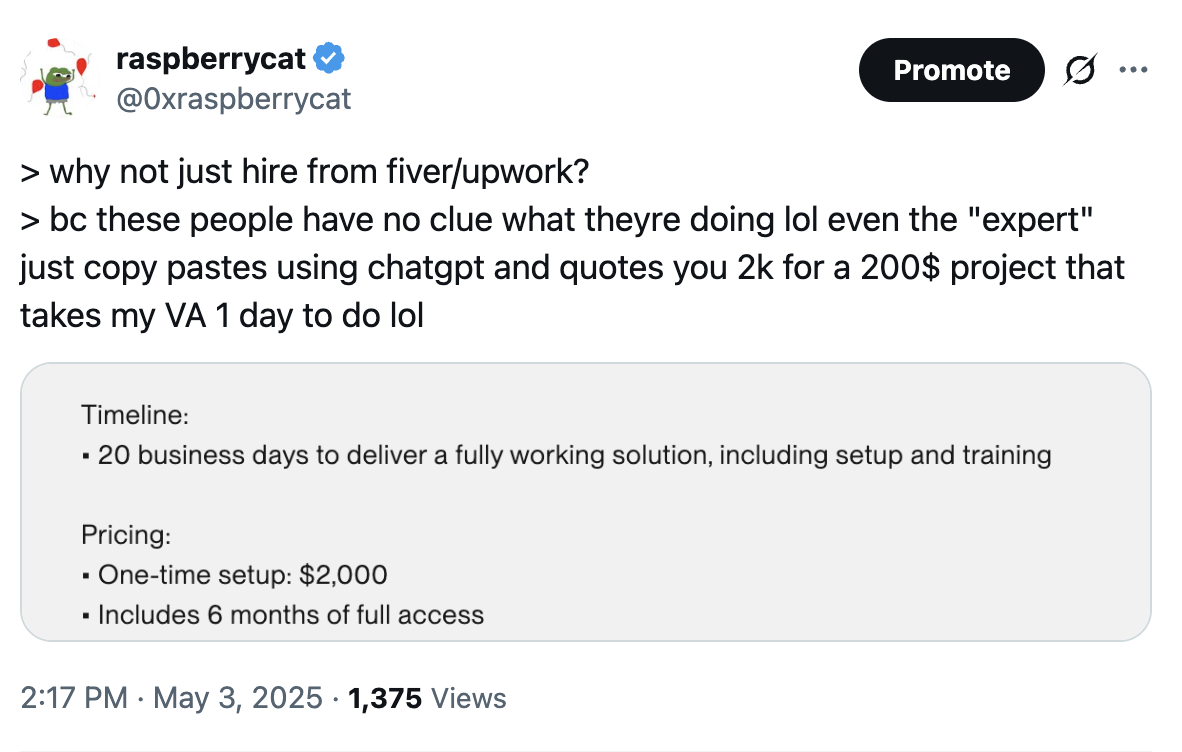 raspberrycat
@0xraspberrycat
Promote
> why not just hire from fiver/upwork?
> bc these people have no clue what theyre doing lol even the "expert"
just copy pastes using chatgpt and quotes you 2k for a 200$ project that
takes my VA 1 day to do lol
Timeline:
▪ 20 business days to deliver a fully working solution, including setup and training
Pricing:
▪ One-time setup: $2,000
▪ Includes 6 months of full access
2:17 PM · May 3, 2025 · 1,375 Views